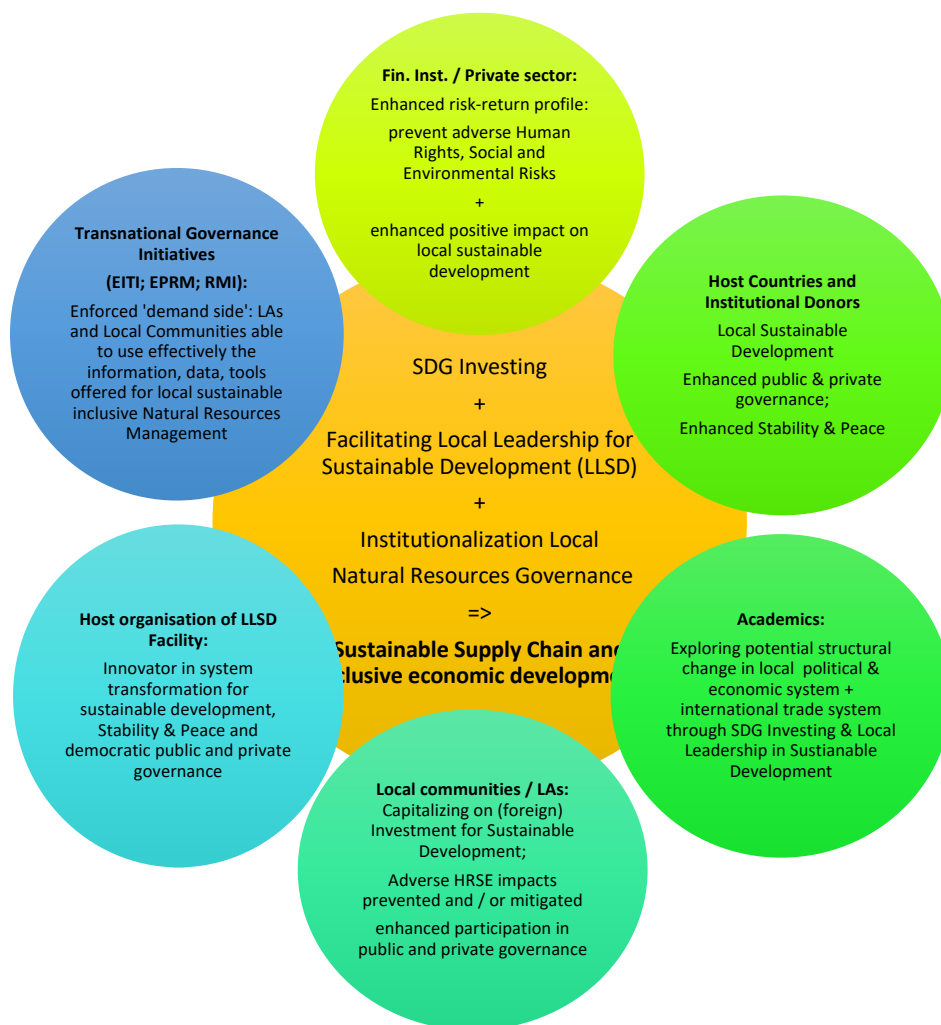 Fin. Inst. / Private sector:
Enhanced risk-return profile:
prevent adverse Human
Rights, Social and
Environmental Risks
+
enhanced positive impact on
local sustainable
development
Host Countries and
Institutional Donors
Local Sustainable
Development
Enhanced public & private
governance;
Enhanced Stability & Peace
Academics:
Exploring potential structural
change in local political &
economic system +
international trade system
through SDG Investing & Local
Leadership in Sustianable
Development
Local communities / LAs:
Capitalizing on (foreign)
Investment for Sustainable
Development;
Adverse HRSE impacts
prevented and / or mitigated
enhanced participation in
public and private governance
Host organisation of LLSD
Facility:
Innovator in system
transformation for
sustainable development,
Stability & Peace and
democratic public and private
governance
Transnational Governance
Initiatives
(EITI; EPRM; RMI):
Enforced 'demand side': LAs
and Local Communities able
to use effectively the
information, data, tools
offered for local sustainable
inclusive Natural Resources
Management
SDG Investing
+
Facilitating Local Leadership for
Sustainable Development (LLSD)
+
Institutionalization Local
Natural Resources Governance
=>
Sustainable Supply Chain and
clusive economic developme